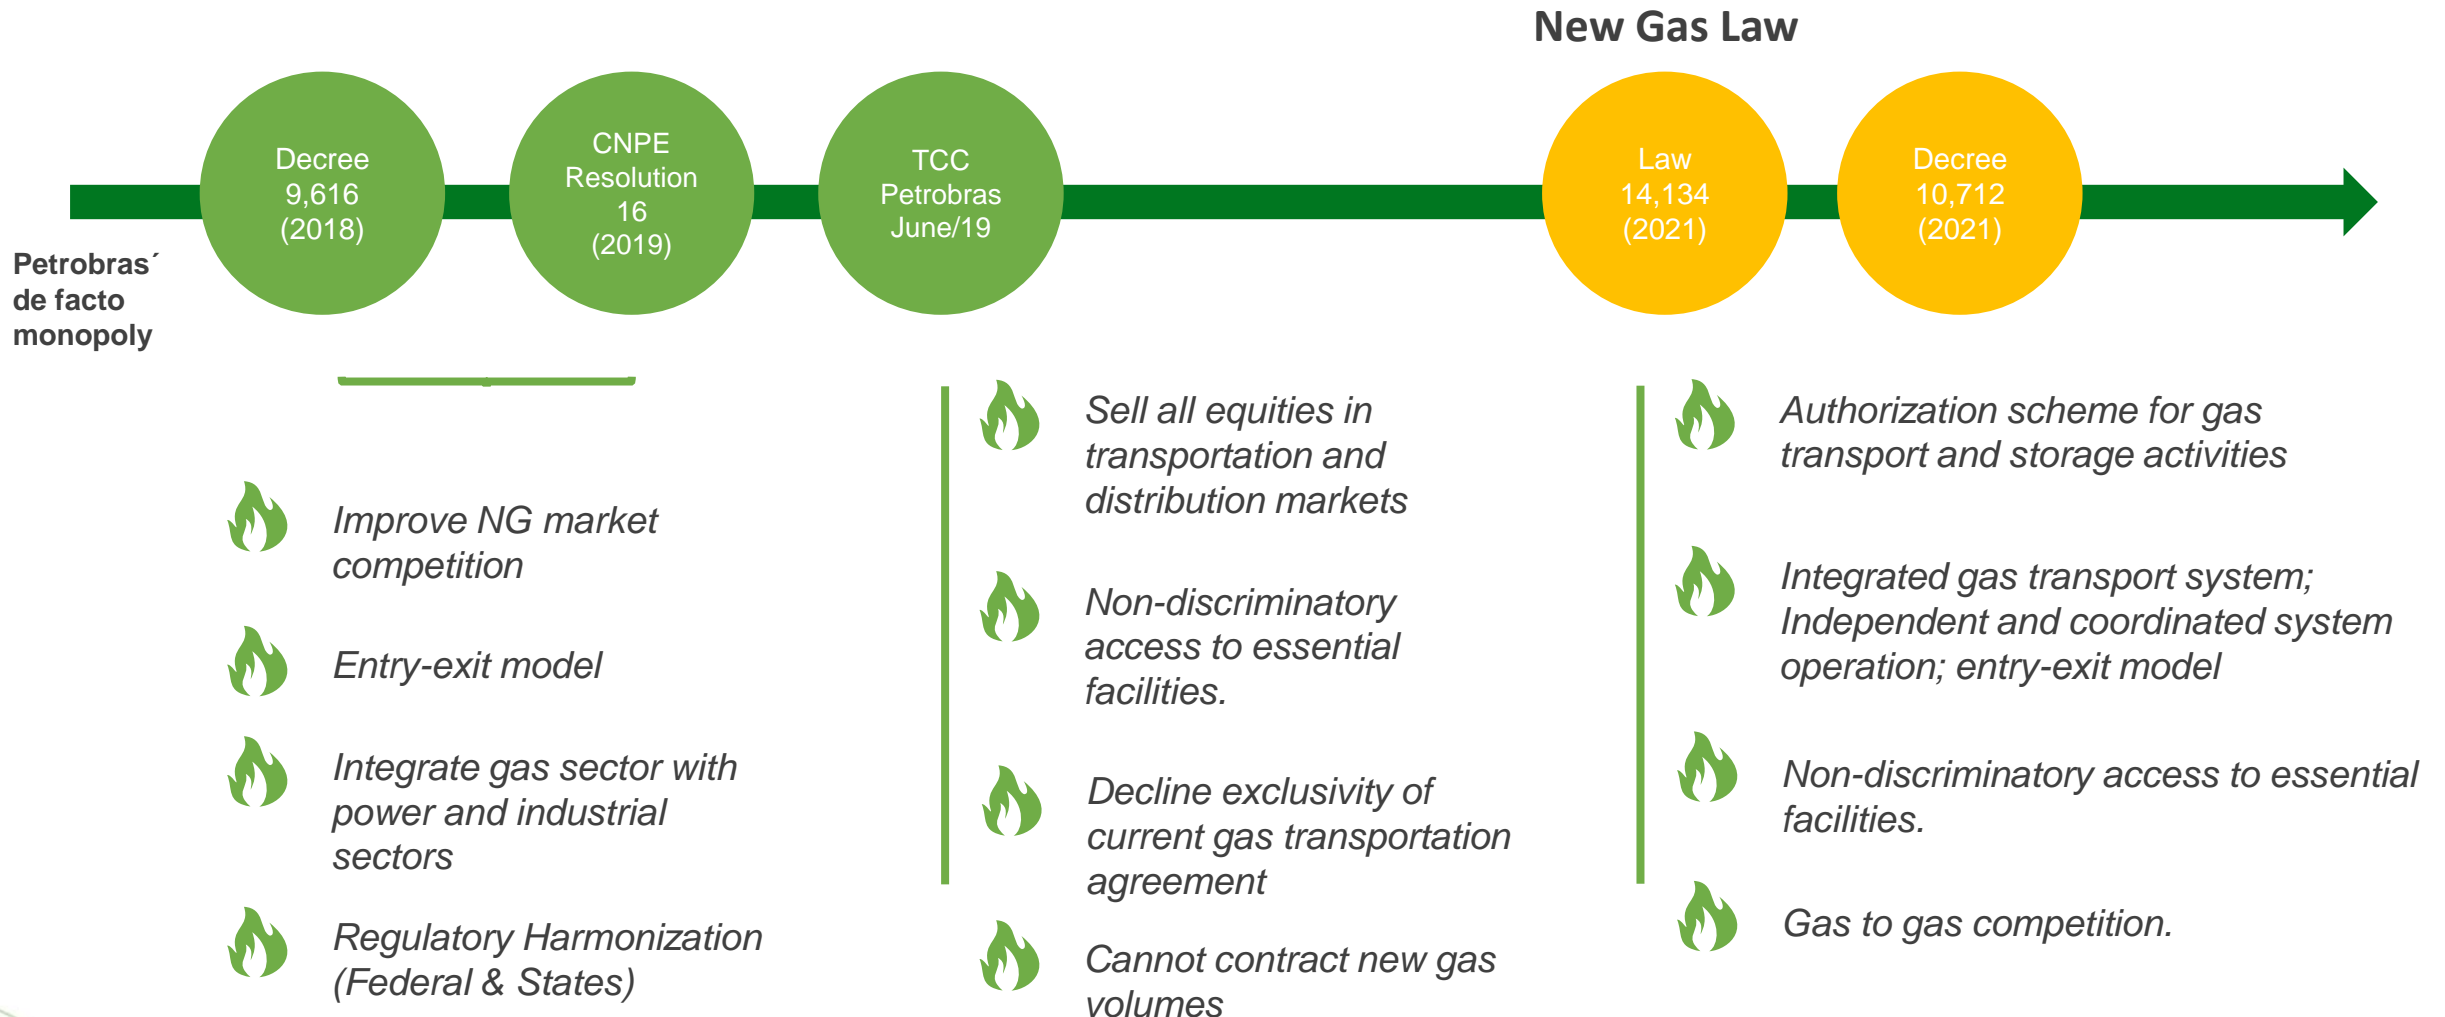 New Gas Law
Decree
9,616
(2018)
CNPE
Resolution
16
(2019)
TCC
Petrobras
June/19
Law
14,134
(2021)
Decree
10,712
(2021)
Petrobras´
de facto
monopoly
Improve NG market
competition
Entry-exit model
Integrate gas sector with
power and industrial
sectors
Regulatory Harmonization
(Federal & States)
Sell all equities in
transportation and
distribution markets
Non-discriminatory
access to essential
facilities.
Decline exclusivity of
current gas transportation
agreement
Cannot contract new gas
volumes
Authorization scheme for gas
transport and storage activities
Integrated gas transport system;
Independent and coordinated system
operation; entry-exit model
Non-discriminatory access to essential
facilities.
Gas to gas competition.